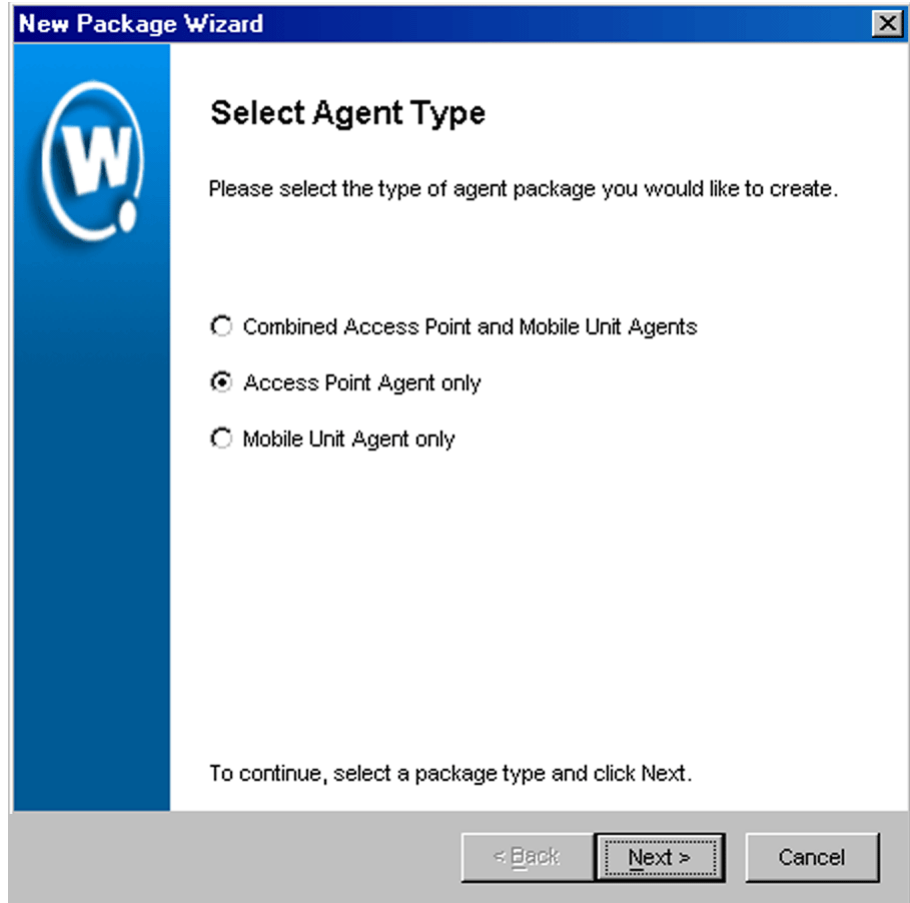 New Package Wizard
W
Select Agent Type
Please select the type of agent package you would like to create.
Combined Access Point and Mobile Unit Agents
Access Point Agent only
Mobile Unit Agent only
To continue, select a package type and click Next.
< Back
Next >
Cancel